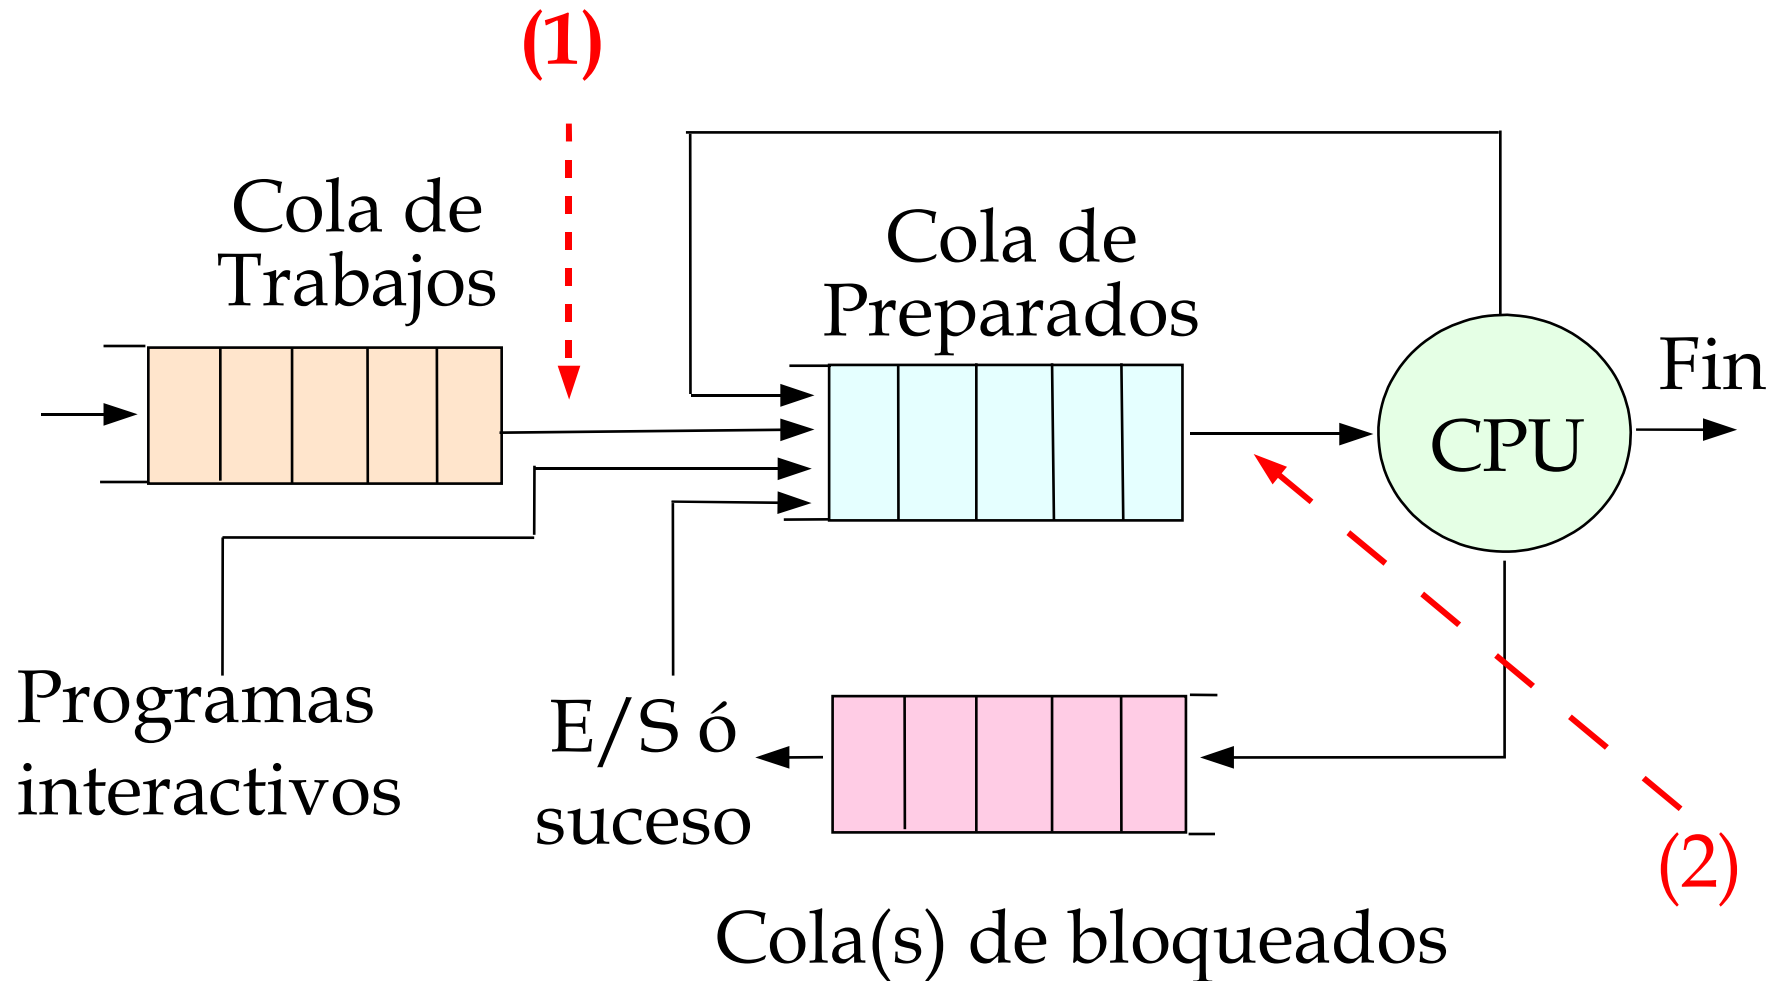 (1)
Cola de
Trabajos
Cola de
Preparados
Fin
CPU
Programas
interactivos
E/S ó
suceso
(2)
Cola(s) de bloqueados